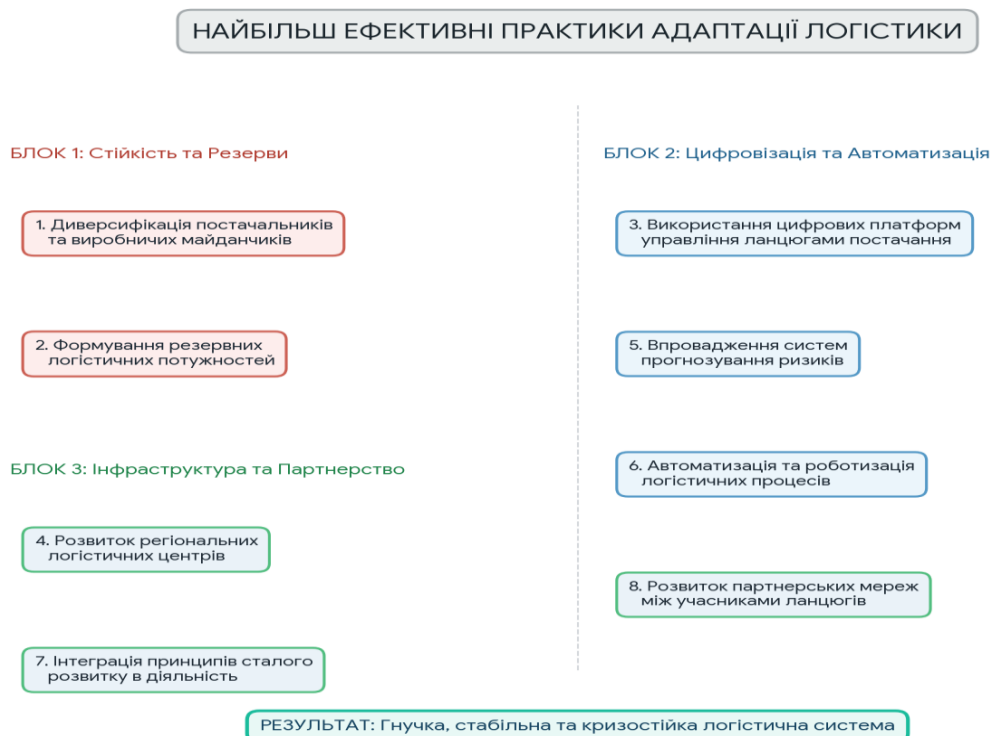 НАЙБІЛЬШ ЕФЕКТИВНІ ПРАКТИКИ АДАПТАЦІЇ ЛОГІСТИКИ
БЛОК 1: Стійкість та Резерви
1. Диверсифікація постачальників
та виробничих майданчиків
2. Формування резервних
логістичних потужностей
БЛОК 3: Інфраструктура та Партнерство
4. Розвиток регіональних
логістичних центрів
7. Інтеграція принципів сталого
розвитку в діяльність
БЛОК 2: Цифровізація та Автоматизація
3. Використання цифрових платформ
управління ланцюгами постачання
5. Впровадження систем
прогнозування ризиків
6. Автоматизація та роботизація
логістичних процесів
8. Розвиток партнерських мереж
між учасниками ланцюгів
РЕЗУЛЬТАТ: Гнучка, стабільна та кризостійка логістична система